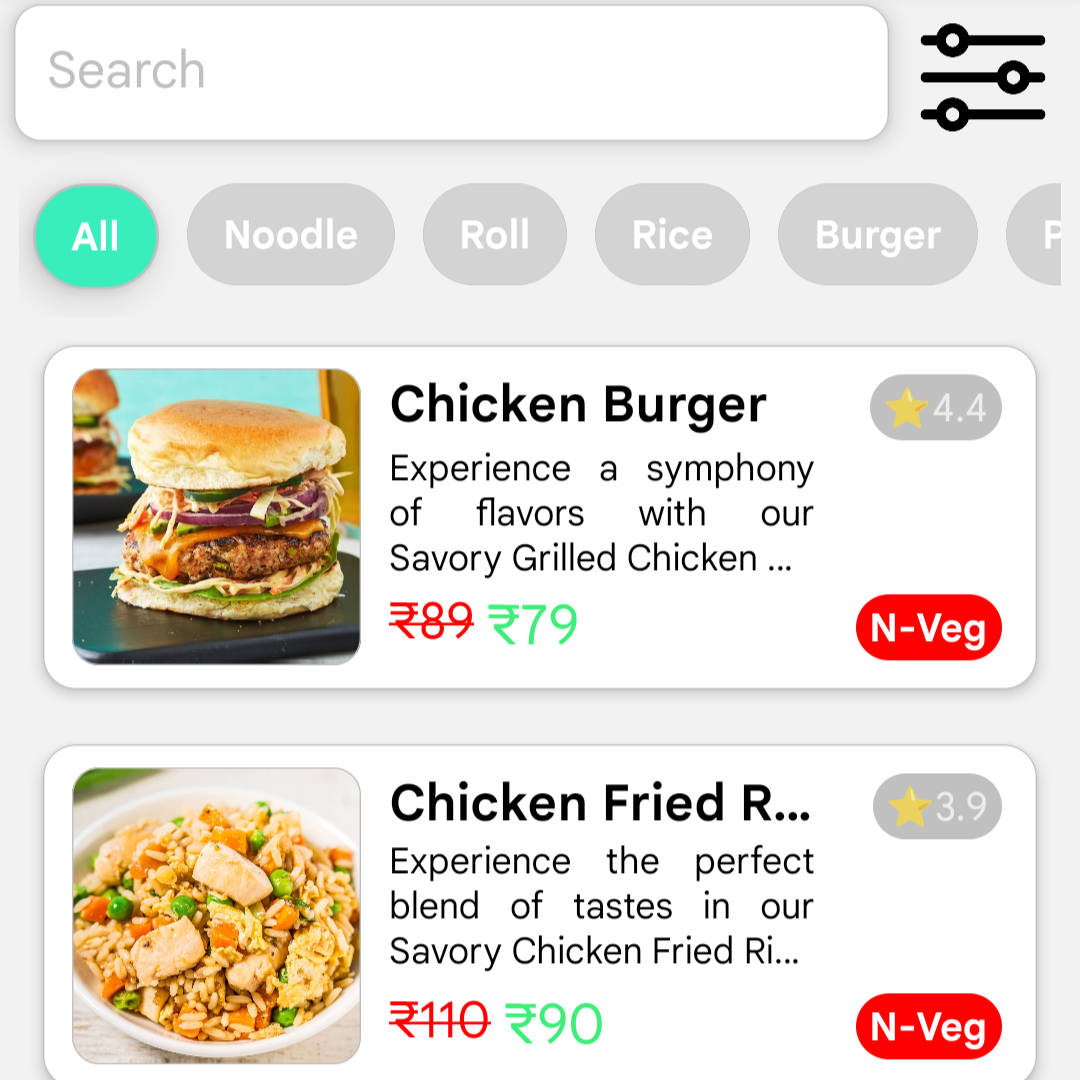 Search
All Noodle Roll Rice Burger P
Chicken Burger
⭐4.4
Experience a symphony
of flavors with our
Savory Grilled Chicken ...
₹89 ₹79
N-Veg
Chicken Fried R...
⭐3.9
Experience the perfect
blend of tastes in our
Savory Chicken Fried Ri...
₹110 ₹90
N-Veg